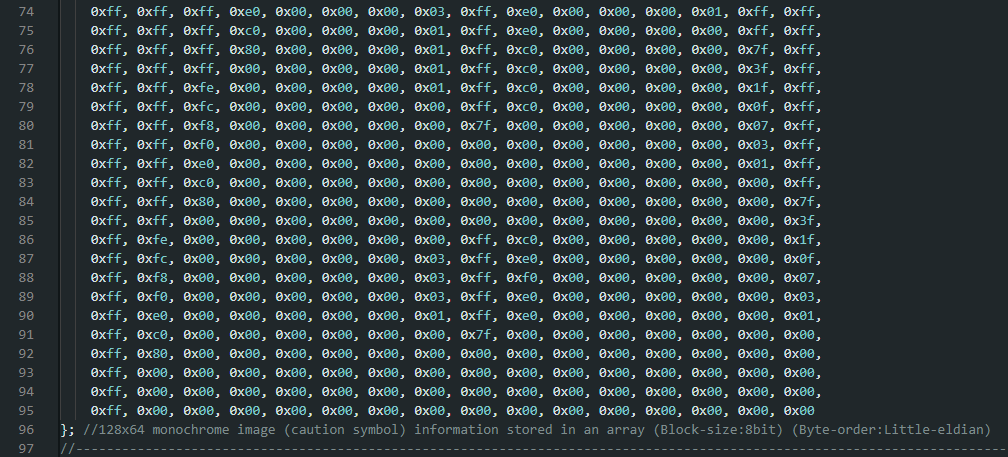 74 0xff, 0xff, 0xff, 0xe0, 0x00, 0x00, 0x00, 0x03, 0xff, 0xe0, 0x00, 0x00, 0x00, 0x01, 0xff, 0xff,
75 0xff, 0xff, 0xff, 0xc0, 0x00, 0x00, 0x00, 0x01, 0xff, 0xe0, 0x00, 0x00, 0x00, 0x00, 0xff, 0xff,
76 0xff, 0xff, 0xff, 0x80, 0x00, 0x00, 0x00, 0x01, 0xff, 0xc0, 0x00, 0x00, 0x00, 0x00, 0x7f, 0xff,
77 0xff, 0xff, 0xff, 0x00, 0x00, 0x00, 0x00, 0x01, 0xff, 0xc0, 0x00, 0x00, 0x00, 0x00, 0x3f, 0xff,
78 0xff, 0xff, 0xfe, 0x00, 0x00, 0x00, 0x00, 0x01, 0xff, 0xc0, 0x00, 0x00, 0x00, 0x00, 0x1f, 0xff,
79 0xff, 0xff, 0xfc, 0x00, 0x00, 0x00, 0x00, 0x00, 0xff, 0xc0, 0x00, 0x00, 0x00, 0x00, 0x0f, 0xff,
80 0xff, 0xff, 0xf8, 0x00, 0x00, 0x00, 0x00, 0x00, 0x7f, 0x00, 0x00, 0x00, 0x00, 0x00, 0x07, 0xff,
81 0xff, 0xff, 0xf0, 0x00, 0x00, 0x00, 0x00, 0x00, 0x00, 0x00, 0x00, 0x00, 0x00, 0x00, 0x03, 0xff,
82 0xff, 0xff, 0xe0, 0x00, 0x00, 0x00, 0x00, 0x00, 0x00, 0x00, 0x00, 0x00, 0x00, 0x00, 0x01, 0xff,
83 0xff, 0xff, 0xc0, 0x00, 0x00, 0x00, 0x00, 0x00, 0x00, 0x00, 0x00, 0x00, 0x00, 0x00, 0x00, 0xff,
84 0xff, 0xff, 0x80, 0x00, 0x00, 0x00, 0x00, 0x00, 0x00, 0x00, 0x00, 0x00, 0x00, 0x00, 0x00, 0x7f,
85 0xff, 0xff, 0x00, 0x00, 0x00, 0x00, 0x00, 0x00, 0x00, 0x00, 0x00, 0x00, 0x00, 0x00, 0x00, 0x3f,
86 0xff, 0xfe, 0x00, 0x00, 0x00, 0x00, 0x00, 0x00, 0xff, 0xc0, 0x00, 0x00, 0x00, 0x00, 0x00, 0x1f,
87 0xff, 0xfc, 0x00, 0x00, 0x00, 0x00, 0x00, 0x03, 0xff, 0xe0, 0x00, 0x00, 0x00, 0x00, 0x00, 0x0f,
88 0xff, 0xf8, 0x00, 0x00, 0x00, 0x00, 0x00, 0x03, 0xff, 0xf0, 0x00, 0x00, 0x00, 0x00, 0x00, 0x07,
89 0xff, 0xf0, 0x00, 0x00, 0x00, 0x00, 0x00, 0x03, 0xff, 0xe0, 0x00, 0x00, 0x00, 0x00, 0x00, 0x03,
90 0xff, 0xe0, 0x00, 0x00, 0x00, 0x00, 0x00, 0x01, 0xff, 0xe0, 0x00, 0x00, 0x00, 0x00, 0x00, 0x01,
91 0xff, 0xc0, 0x00, 0x00, 0x00, 0x00, 0x00, 0x00, 0x7f, 0x00, 0x00, 0x00, 0x00, 0x00, 0x00, 0x00,
92 0xff, 0x80, 0x00, 0x00, 0x00, 0x00, 0x00, 0x00, 0x00, 0x00, 0x00, 0x00, 0x00, 0x00, 0x00, 0x00,
93 0xff, 0x00, 0x00, 0x00, 0x00, 0x00, 0x00, 0x00, 0x00, 0x00, 0x00, 0x00, 0x00, 0x00, 0x00, 0x00,
94 0xff, 0x00, 0x00, 0x00, 0x00, 0x00, 0x00, 0x00, 0x00, 0x00, 0x00, 0x00, 0x00, 0x00, 0x00, 0x00,
95 0xff, 0x00, 0x00, 0x00, 0x00, 0x00, 0x00, 0x00, 0x00, 0x00, 0x00, 0x00, 0x00, 0x00, 0x00, 0x00
96 }; //128x64 monochrome image (caution symbol) information stored in an array (Block-size:8bit) (Byte-order:Little-eldian)
97 //------------------------------------------------------------------------------------------------------------------------